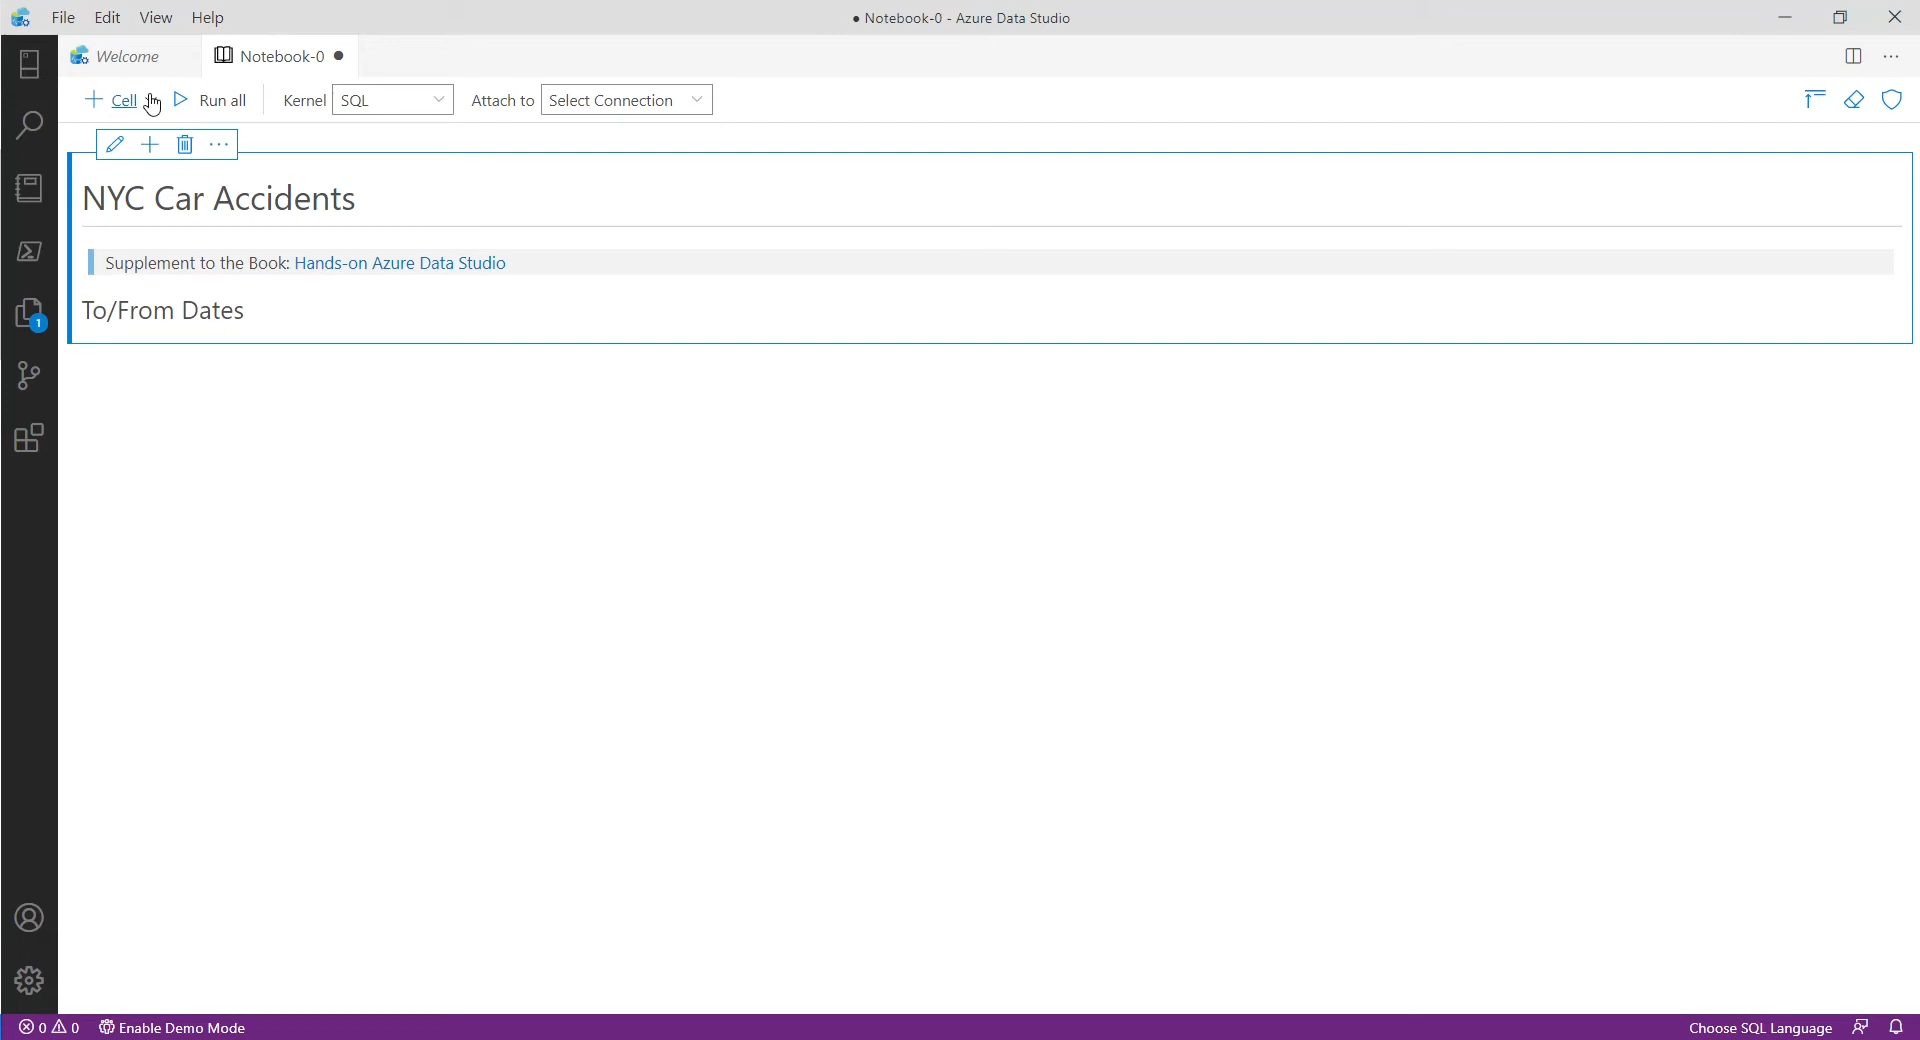 File Edit View Help
● Notebook-0 - Azure Data Studio
Welcome Notebook-0 ●
Cell Run all Kernel SQL Attach to Select Connection
NYC Car Accidents
Supplement to the Book: Hands-on Azure Data Studio
To/From Dates
1
0 0 Enable Demo Mode Choose SQL Language